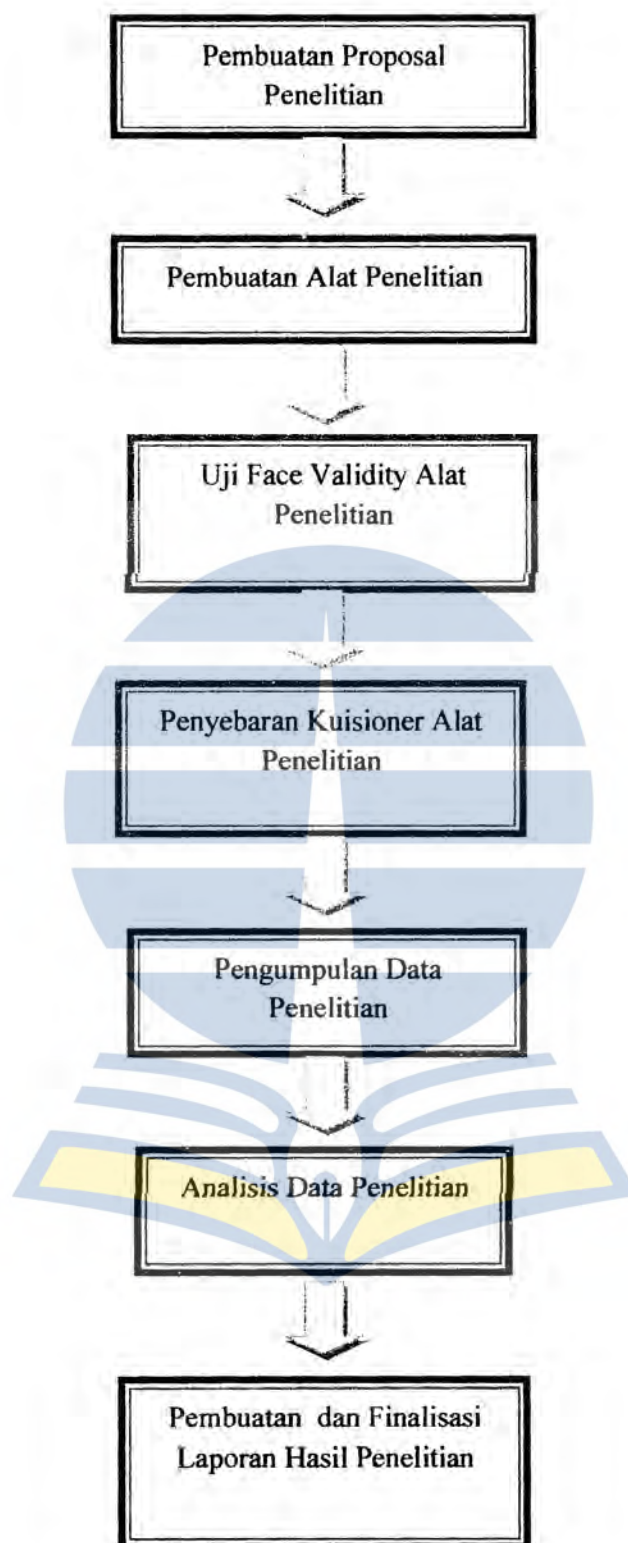 Pembuatan Proposal
Penelitian
Pembuatan Alat Penelitian
Uji Face Validity Alat
Penelitian
Penyebaran Kuisioner Alat
Penelitian
Pengumpulan Data
Penelitian
Analisis Data Penelitian
Pembuatan dan Finalisasi
Laporan Hasil Penelitian